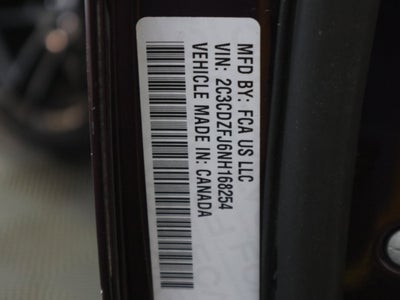 MFD BY: FCA US LLC
VIN: 2C3CDZFJ6NH168254
VEHICLE MADE IN: CANADA